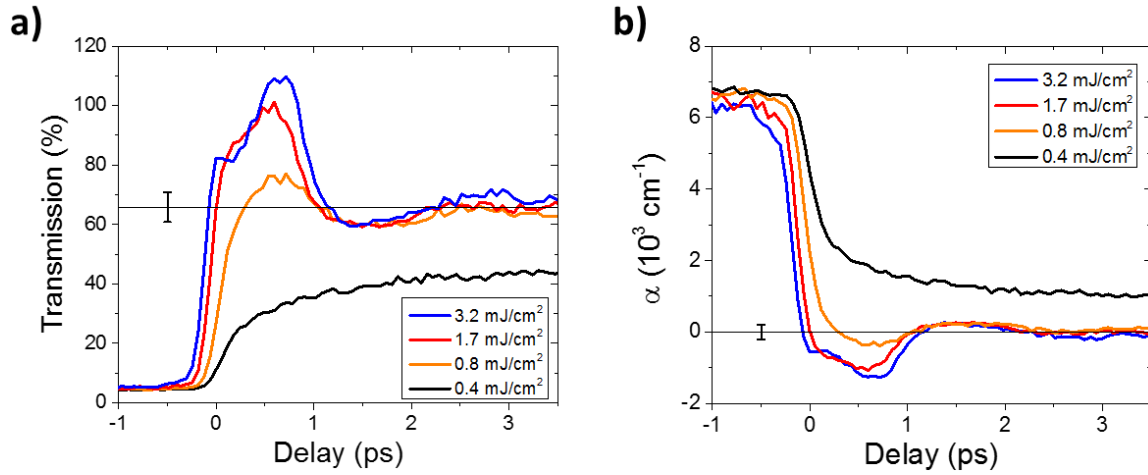 a)
120
100
80
60
40
20
0
Transmission (%)
-1
0
1
2
3
Delay (ps)
3.2 mJ/cm²
1.7 mJ/cm²
0.8 mJ/cm²
0.4 mJ/cm²
b)
8
6
4
2
0
-2
α (10³ cm⁻¹)
-1
0
1
2
3
Delay (ps)
3.2 mJ/cm²
1.7 mJ/cm²
0.8 mJ/cm²
0.4 mJ/cm²